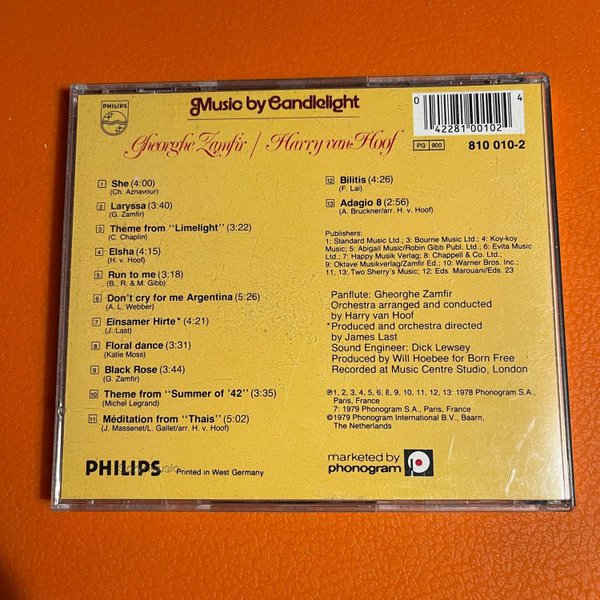 PHILIPS
Music by Candlelight
Gheorghe Zamfir / Harry van Hoof
0 42281 00102 4
PG 900 810 010-2
1 She (4:00)
(Ch. Aznavour)
2 Laryssa (3:40)
(G. Zamfir)
3 Theme from "Limelight" (3:22)
(C. Chaplin)
4 Elsha (4:15)
(H. v. Hoof)
5 Run to me (3:18)
(B., R. & M. Gibb)
6 Don't cry for me Argentina (5:26)
(A. L. Webber)
7 Einsamer Hirte* (4:21)
(J. Last)
8 Floral dance (3:31)
(Katie Moss)
9 Black Rose (3:44)
(G. Zamfir)
10 Theme from "Summer of '42" (3:35)
(Michel Legrand)
11 Méditation from "Thais" (5:02)
(J. Massenet/L. Gallet/arr. H. v. Hoof)
12 Bilitis (4:26)
(F. Lai)
13 Adagio 8 (2:56)
(A. Bruckner/arr. H. v. Hoof)
Publishers:
1: Standard Music Ltd.; 3: Bourne Music Ltd.; 4: Koy-koy
Music; 5: Abigail Music/Robin Gibb Publ. Ltd.; 6: Evita Music
Ltd.; 7: Happy Musik Verlag; 8: Chappell & Co. Ltd.;
9: Oktave Musikverlag/Zamfir Ed.; 10: Warner Bros. Inc.;
11, 13: Two Sherry's Music; 12: Eds. Marouani/Eds. 23
Panflute: Gheorghe Zamfir
Orchestra arranged and conducted
by Harry van Hoof
*Produced and orchestra directed
by James Last
Sound Engineer: Dick Lewsey
Produced by Will Hoebee for Born Free
Recorded at Music Centre Studio, London
℗1, 2, 3, 4, 5, 6, 8, 9, 10, 11, 12, 13: 1978 Phonogram S.A.,
Paris, France
7: 1979 Phonogram S.A., Paris, France
©1979 Phonogram International B.V., Baarn,
The Netherlands
PHILIPS Printed in West Germany
marketed by
phonogram